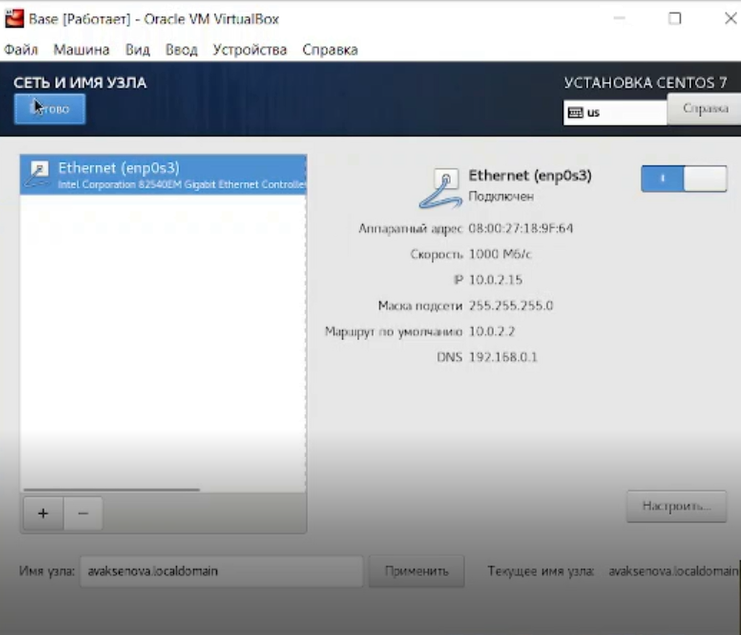 Base [Работает] - Oracle VM VirtualBox
Файл Машина Вид Ввод Устройства Справка
СЕТЬ И ИМЯ УЗЛА
УСТАНОВКА CENTOS 7
Готово
us
Справка
Ethernet (enp0s3)
Intel Corporation 82540EM Gigabit Ethernet Controlle
Ethernet (enp0s3)
Подключен
Аппаратный адрес 08:00:27:18:9F:64
Скорость 1000 Мб/с
IP 10.0.2.15
Маска подсети 255.255.255.0
Маршрут по умолчанию 10.0.2.2
DNS 192.168.0.1
+ −
Настроить...
Имя узла: avaksenova.localdomain Применить Текущее имя узла: avaksenova.localdomain